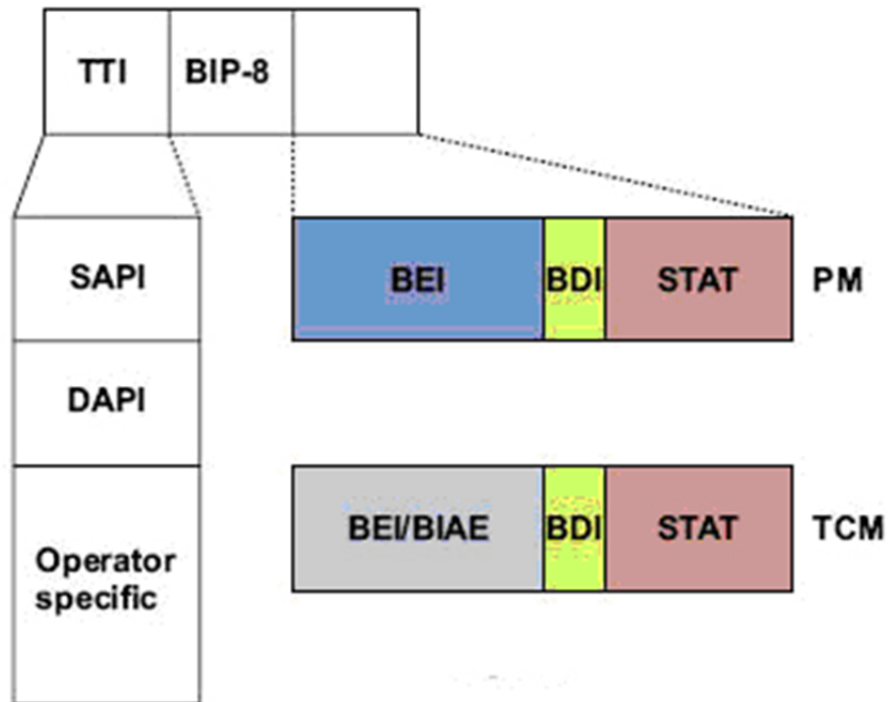 TTI
BIP-8
SAPI
BEI
BDI
STAT
PM
DAPI
BEI/BIAE
BDI
STAT
TCM
Operator
specific